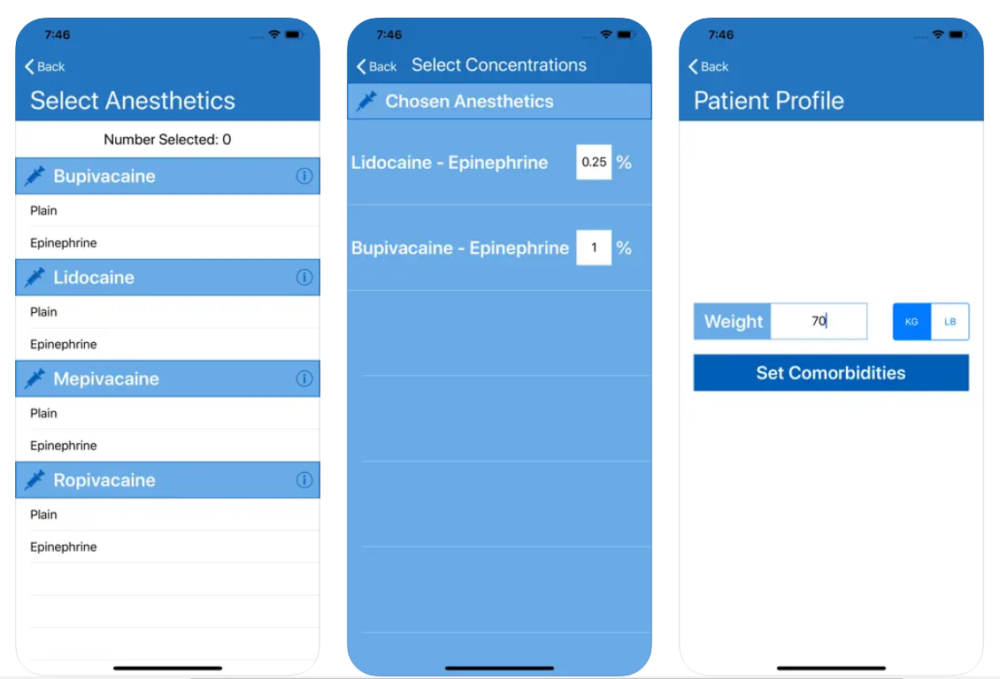 7:46
Back
Select Anesthetics
Number Selected: 0
Bupivacaine
Plain
Epinephrine
Lidocaine
Plain
Epinephrine
Mepivacaine
Plain
Epinephrine
Ropivacaine
Plain
Epinephrine
7:46
Back Select Concentrations
Chosen Anesthetics
Lidocaine - Epinephrine 0.25 %
Bupivacaine - Epinephrine 1 %
7:46
Back
Patient Profile
Weight 70 KG LB
Set Comorbidities